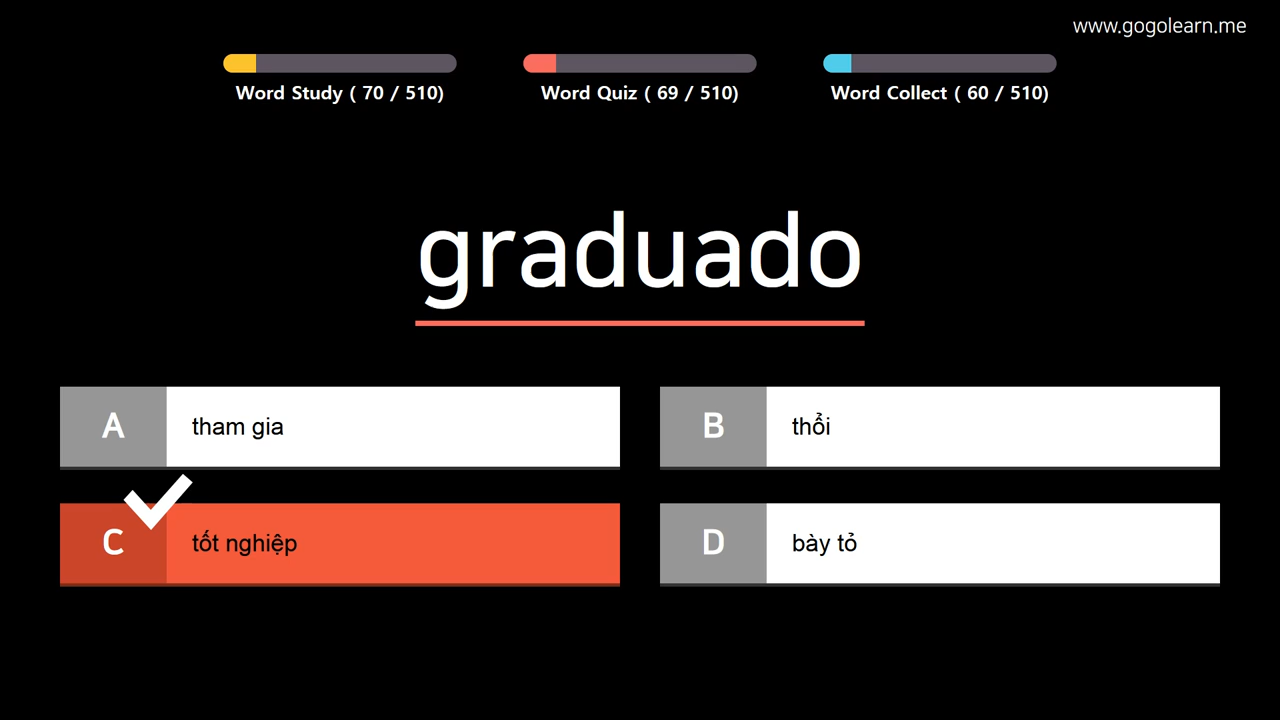 www.gogolearn.me
Word Study ( 70 / 510)
Word Quiz ( 69 / 510)
Word Collect ( 60 / 510)
graduado
A tham gia
B thổi
C tốt nghiệp
D bày tỏ